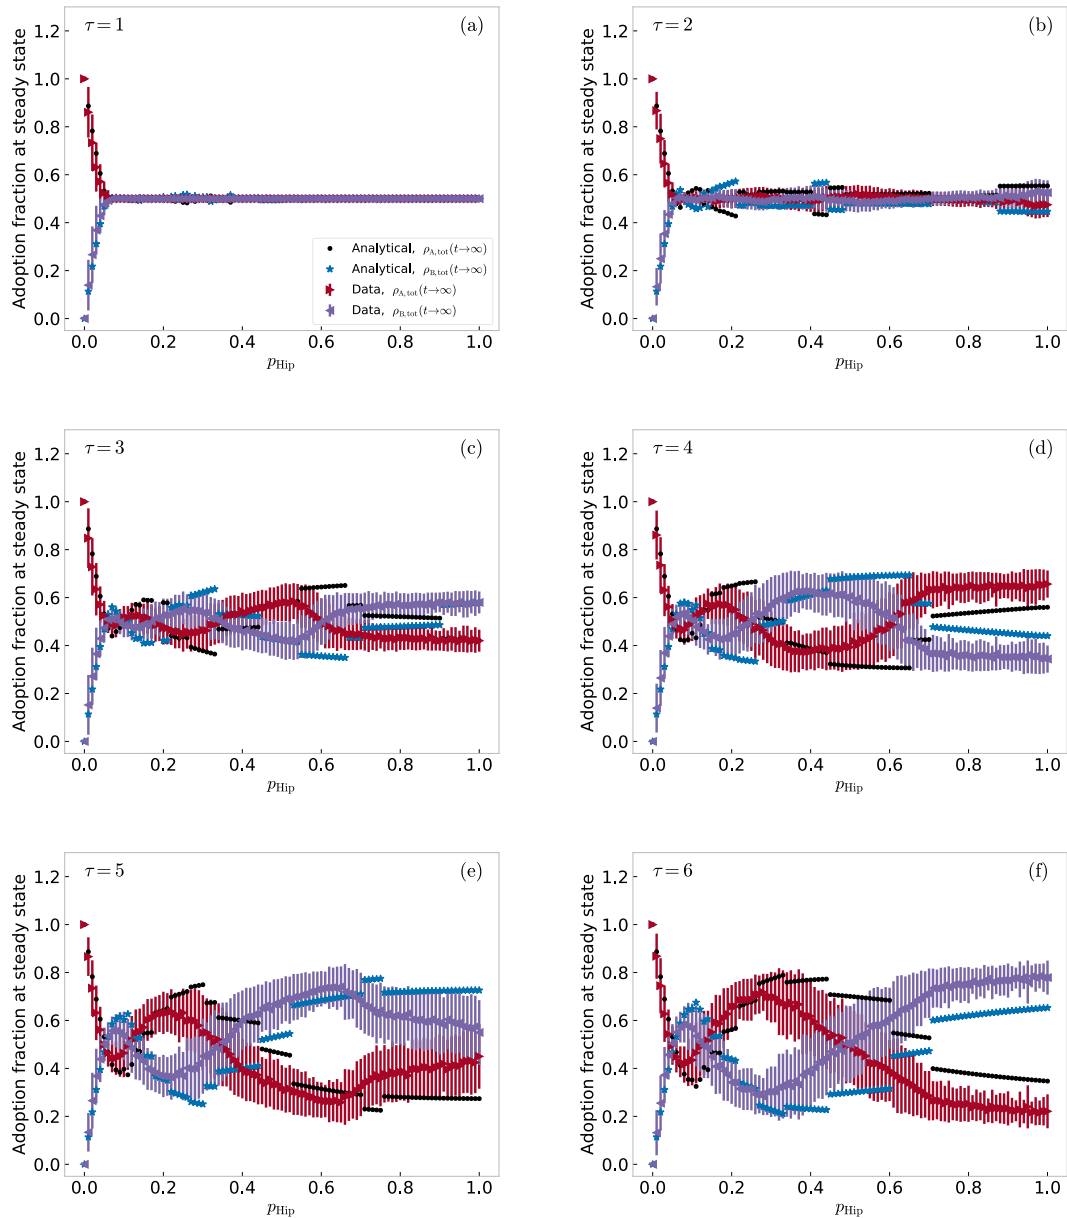 τ = 1
(a)
Adoption fraction at steady state
1.2
1.0
0.8
0.6
0.4
0.2
0.0
Analytical, ρA,tot(t→∞)
Analytical, ρB,tot(t→∞)
Data, ρA,tot(t→∞)
Data, ρB,tot(t→∞)
0.0 0.2 0.4 0.6 0.8 1.0
pHip
τ = 2
(b)
Adoption fraction at steady state
1.2
1.0
0.8
0.6
0.4
0.2
0.0
0.0 0.2 0.4 0.6 0.8 1.0
pHip
τ = 3
(c)
Adoption fraction at steady state
1.2
1.0
0.8
0.6
0.4
0.2
0.0
0.0 0.2 0.4 0.6 0.8 1.0
pHip
τ = 4
(d)
Adoption fraction at steady state
1.2
1.0
0.8
0.6
0.4
0.2
0.0
0.0 0.2 0.4 0.6 0.8 1.0
pHip
τ = 5
(e)
Adoption fraction at steady state
1.2
1.0
0.8
0.6
0.4
0.2
0.0
0.0 0.2 0.4 0.6 0.8 1.0
pHip
τ = 6
(f)
Adoption fraction at steady state
1.2
1.0
0.8
0.6
0.4
0.2
0.0
0.0 0.2 0.4 0.6 0.8 1.0
pHip